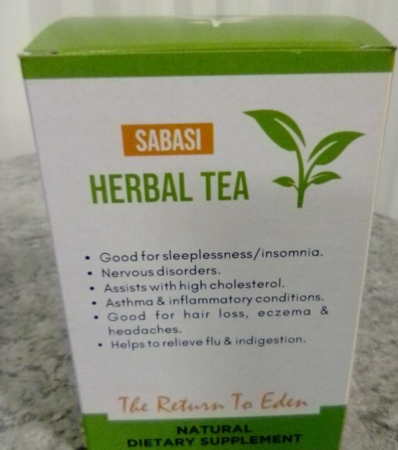 SABASI
HERBAL TEA
• Good for sleeplessness/insomnia.
• Nervous disorders.
• Assists with high cholesterol.
• Asthma & inflammatory conditions.
• Good for hair loss, eczema &
headaches.
• Helps to relieve flu & indigestion.
The Return To Eden
NATURAL
DIETARY SUPPLEMENT